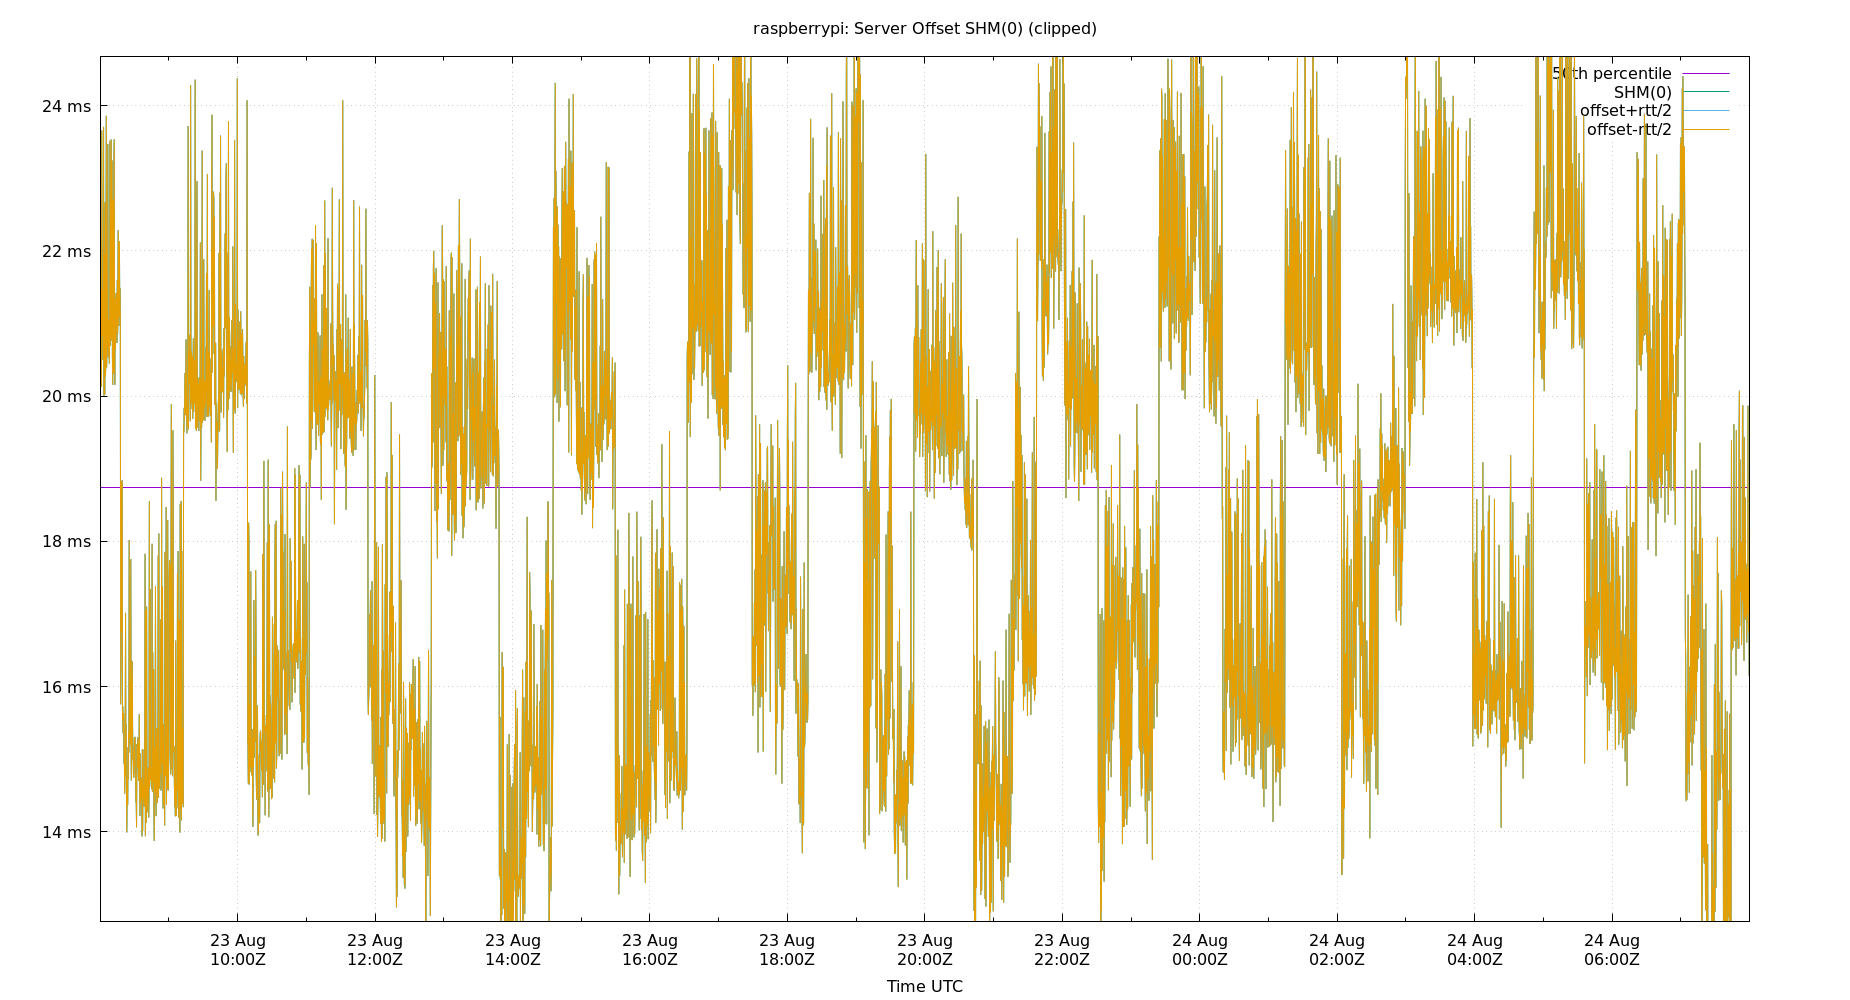 raspberrypi: Server Offset SHM(0) (clipped)
50th percentile
SHM(0)
offset+rtt/2
offset-rtt/2
24 ms
22 ms
20 ms
18 ms
16 ms
14 ms
23 Aug 23 Aug 23 Aug 23 Aug 23 Aug 23 Aug 23 Aug 24 Aug 24 Aug 24 Aug 24 Aug
10:00Z 12:00Z 14:00Z 16:00Z 18:00Z 20:00Z 22:00Z 00:00Z 02:00Z 04:00Z 06:00Z
Time UTC